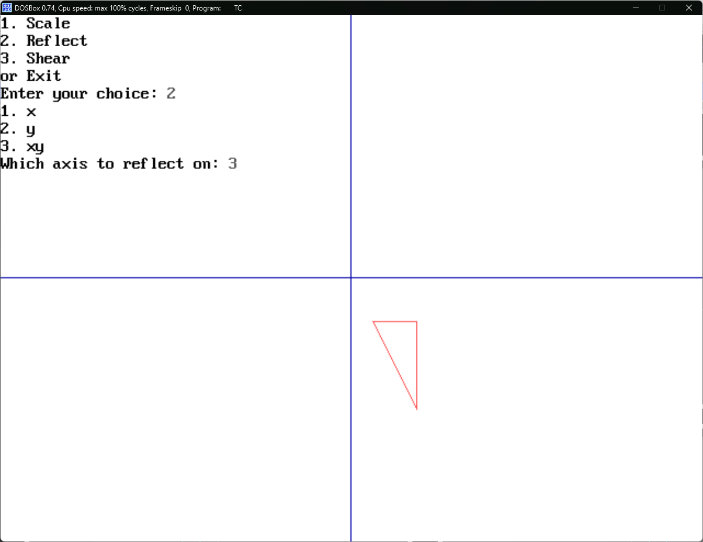 DOSBox 0.74, Cpu speed: max 100% cycles, Frameskip 0, Program: TC
1. Scale
2. Reflect
3. Shear
or Exit
Enter your choice: 2
1. x
2. y
3. xy
Which axis to reflect on: 3